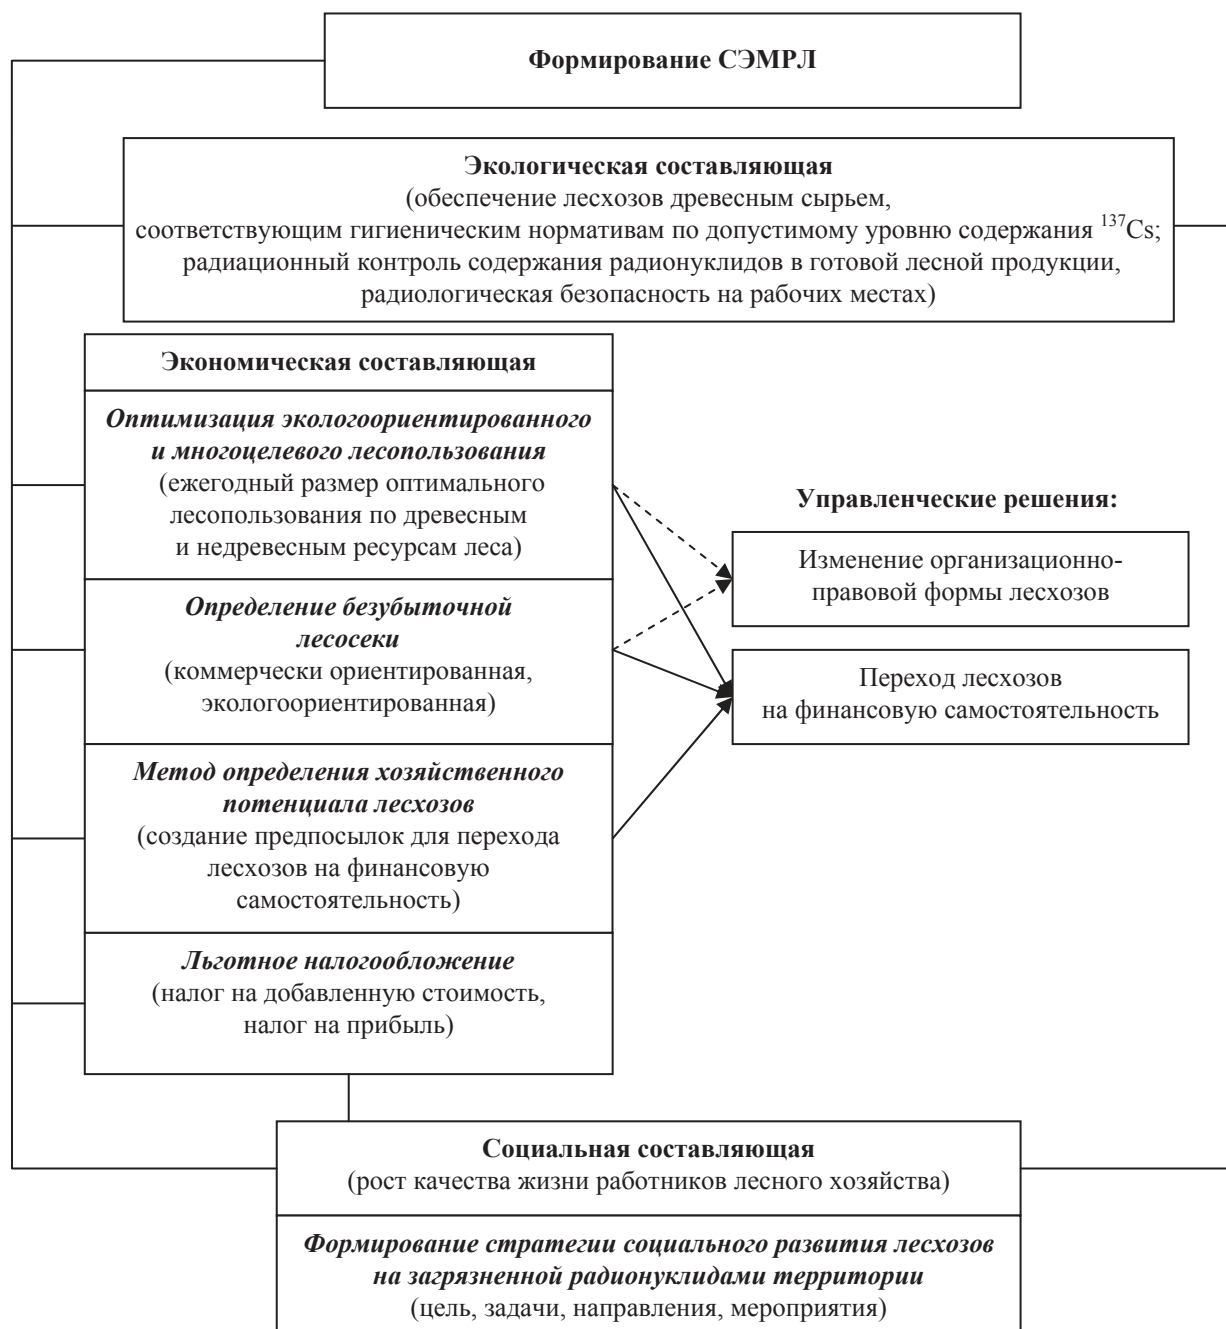 Формирование СЭМРЛ
Экологическая составляющая
(обеспечение лесхозов древесным сырьем,
соответствующим гигиеническим нормативам по допустимому уровню содержания ¹³⁷Cs;
радиационный контроль содержания радионуклидов в готовой лесной продукции,
радиологическая безопасность на рабочих местах)
Экономическая составляющая
Оптимизация экологоориентированного
и многоцелевого лесопользования
(ежегодный размер оптимального
лесопользования по древесным
и недревесным ресурсам леса)
Определение безубыточной
лесосеки
(коммерчески ориентированная,
экологоориентированная)
Метод определения хозяйственного
потенциала лесхозов
(создание предпосылок для перехода
лесхозов на финансовую
самостоятельность)
Льготное налогообложение
(налог на добавленную стоимость,
налог на прибыль)
Управленческие решения:
Изменение организационно-
правовой формы лесхозов
Переход лесхозов
на финансовую самостоятельность
Социальная составляющая
(рост качества жизни работников лесного хозяйства)
Формирование стратегии социального развития лесхозов
на загрязненной радионуклидами территории
(цель, задачи, направления, мероприятия)